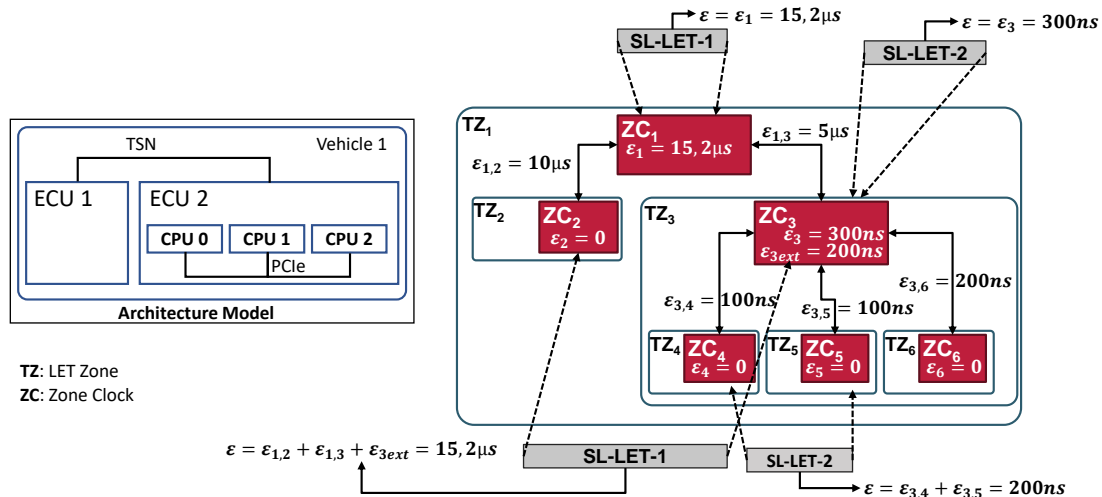 ε = ε₁ = 15, 2μs
SL-LET-1
ε = ε₃ = 300ns
SL-LET-2
TZ₁
ZC₁
ε₁ = 15, 2μs
ε₁,₂ = 10μs
ε₁,₃ = 5μs
TSN
Vehicle 1
ECU 1
ECU 2
CPU 0
CPU 1
CPU 2
PCIe
Architecture Model
TZ₂
ZC₂
ε₂ = 0
TZ₃
ZC₃
ε₃ = 300ns
ε₃ₑₓₜ = 200ns
ε₃,₄ = 100ns
ε₃,₅ = 100ns
ε₃,₆ = 200ns
TZ₄
ZC₄
ε₄ = 0
TZ₅
ZC₅
ε₅ = 0
TZ₆
ZC₆
ε₆ = 0
TZ: LET Zone
ZC: Zone Clock
ε = ε₁,₂ + ε₁,₃ + ε₃ₑₓₜ = 15, 2μs
SL-LET-1
SL-LET-2
ε = ε₃,₄ + ε₃,₅ = 200ns